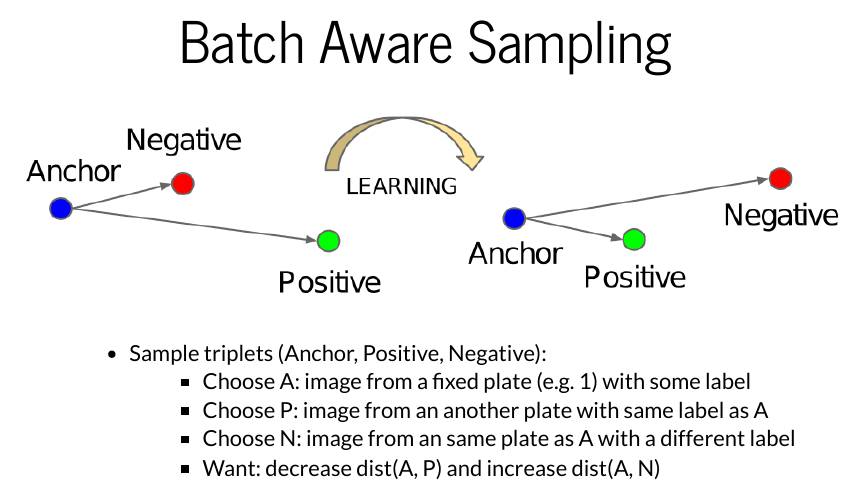 Batch Aware Sampling
Negative
Anchor
LEARNING
Positive
Negative
Anchor
Positive
• Sample triplets (Anchor, Positive, Negative):
▪ Choose A: image from a fixed plate (e.g. 1) with some label
▪ Choose P: image from an another plate with same label as A
▪ Choose N: image from an same plate as A with a different label
▪ Want: decrease dist(A, P) and increase dist(A, N)